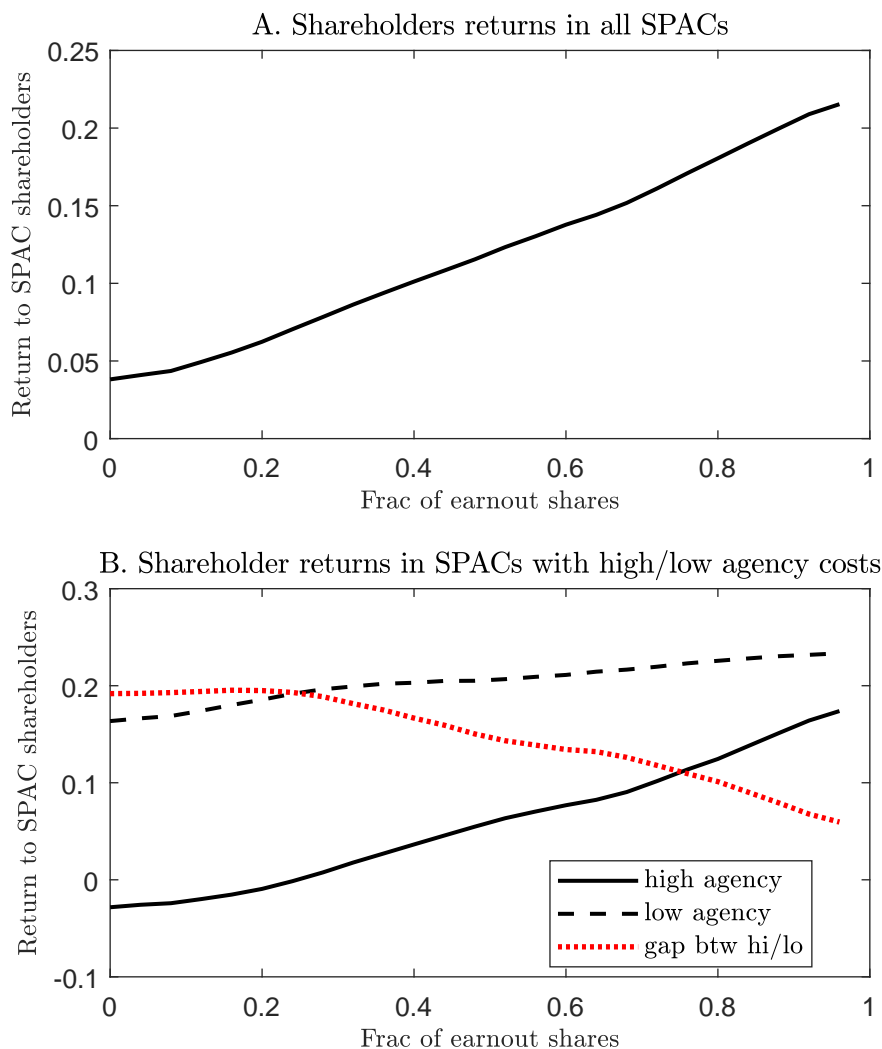 A. Shareholders returns in all SPACs
0.25
0.2
0.15
0.1
0.05
0
Return to SPAC shareholders
0 0.2 0.4 0.6 0.8 1
Frac of earnout shares
B. Shareholder returns in SPACs with high/low agency costs
0.3
0.2
0.1
0
-0.1
Return to SPAC shareholders
high agency
low agency
gap btw hi/lo
0 0.2 0.4 0.6 0.8 1
Frac of earnout shares